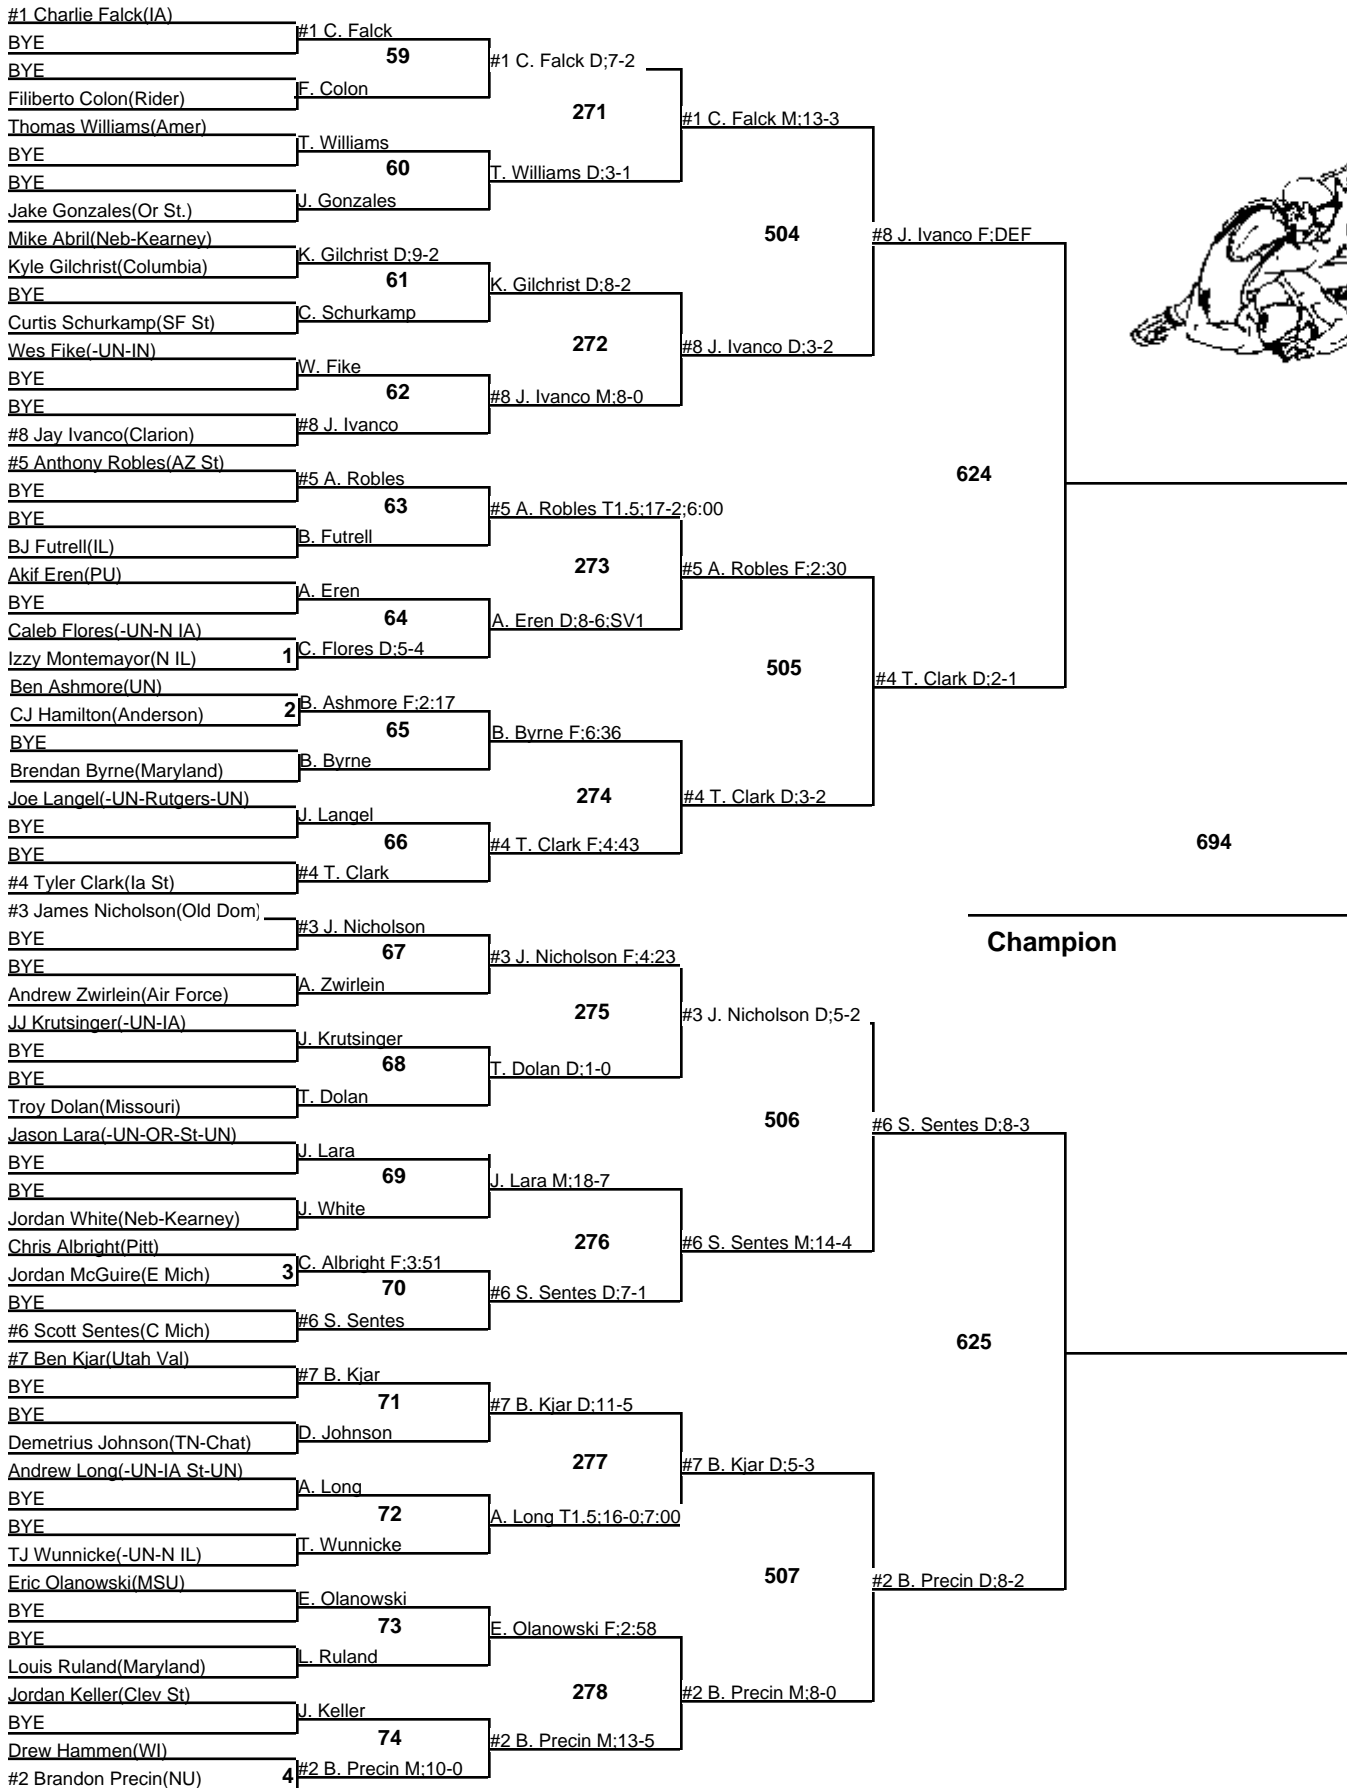 #1 Charlie Falck(IA)
BYE
BYE
Filiberto Colon(Rider)
Thomas Williams(Amer)
BYE
BYE
Jake Gonzales(Or St.)
Mike Abril(Neb-Kearney)
Kyle Gilchrist(Columbia)
BYE
Curtis Schurkamp(SF St)
Wes Fike(-UN-IN)
BYE
BYE
#8 Jay Ivanco(Clarion)
#5 Anthony Robles(AZ St)
BYE
BYE
BJ Futrell(IL)
Akif Eren(PU)
BYE
Caleb Flores(-UN-N IA)
Izzy Montemayor(N IL)
1
Ben Ashmore(UN)
CJ Hamilton(Anderson)
2
BYE
Brendan Byrne(Maryland)
Joe Langel(-UN-Rutgers-UN)
BYE
BYE
#4 Tyler Clark(Ia St)
#3 James Nicholson(Old Dom)
BYE
BYE
Andrew Zwirlein(Air Force)
JJ Krutsinger(-UN-IA)
BYE
BYE
Troy Dolan(Missouri)
Jason Lara(-UN-OR-St-UN)
BYE
BYE
Jordan White(Neb-Kearney)
Chris Albright(Pitt)
Jordan McGuire(E Mich)
3
BYE
#6 Scott Sentes(C Mich)
#7 Ben Kjar(Utah Val)
BYE
BYE
Demetrius Johnson(TN-Chat)
Andrew Long(-UN-IA St-UN)
BYE
BYE
TJ Wunnicke(-UN-N IL)
Eric Olanowski(MSU)
BYE
BYE
Louis Ruland(Maryland)
Jordan Keller(Clev St)
BYE
Drew Hammen(WI)
#2 Brandon Precin(NU)
4
#1 C. Falck
59
F. Colon
T. Williams
60
J. Gonzales
K. Gilchrist D;9-2
61
C. Schurkamp
W. Fike
62
#8 J. Ivanco
#5 A. Robles
63
B. Futrell
A. Eren
64
C. Flores D;5-4
B. Ashmore F;2:17
65
B. Byrne
J. Langel
66
#4 T. Clark
#3 J. Nicholson
67
A. Zwirlein
J. Krutsinger
68
T. Dolan
J. Lara
69
J. White
C. Albright F;3:51
70
#6 S. Sentes
#7 B. Kjar
71
D. Johnson
A. Long
72
T. Wunnicke
E. Olanowski
73
L. Ruland
J. Keller
74
#2 B. Precin M;10-0
#1 C. Falck D;7-2
271
T. Williams D;3-1
K. Gilchrist D;8-2
272
#8 J. Ivanco M;8-0
#5 A. Robles T1.5;17-2;6:00
273
A. Eren D;8-6;SV1
B. Byrne F;6:36
274
#4 T. Clark F;4:43
#3 J. Nicholson F;4:23
275
T. Dolan D;1-0
J. Lara M;18-7
276
#6 S. Sentes D;7-1
#7 B. Kjar D;11-5
277
A. Long T1.5;16-0;7:00
E. Olanowski F;2:58
278
#2 B. Precin M;13-5
#1 C. Falck M;13-3
504
#8 J. Ivanco D;3-2
#5 A. Robles F;2:30
505
#4 T. Clark D;3-2
#3 J. Nicholson D;5-2
506
#6 S. Sentes M;14-4
#7 B. Kjar D;5-3
507
#2 B. Precin M;8-0
#8 J. Ivanco F;DEF
624
#4 T. Clark D;2-1
#6 S. Sentes D;8-3
625
#2 B. Precin D;8-2
694
Champion